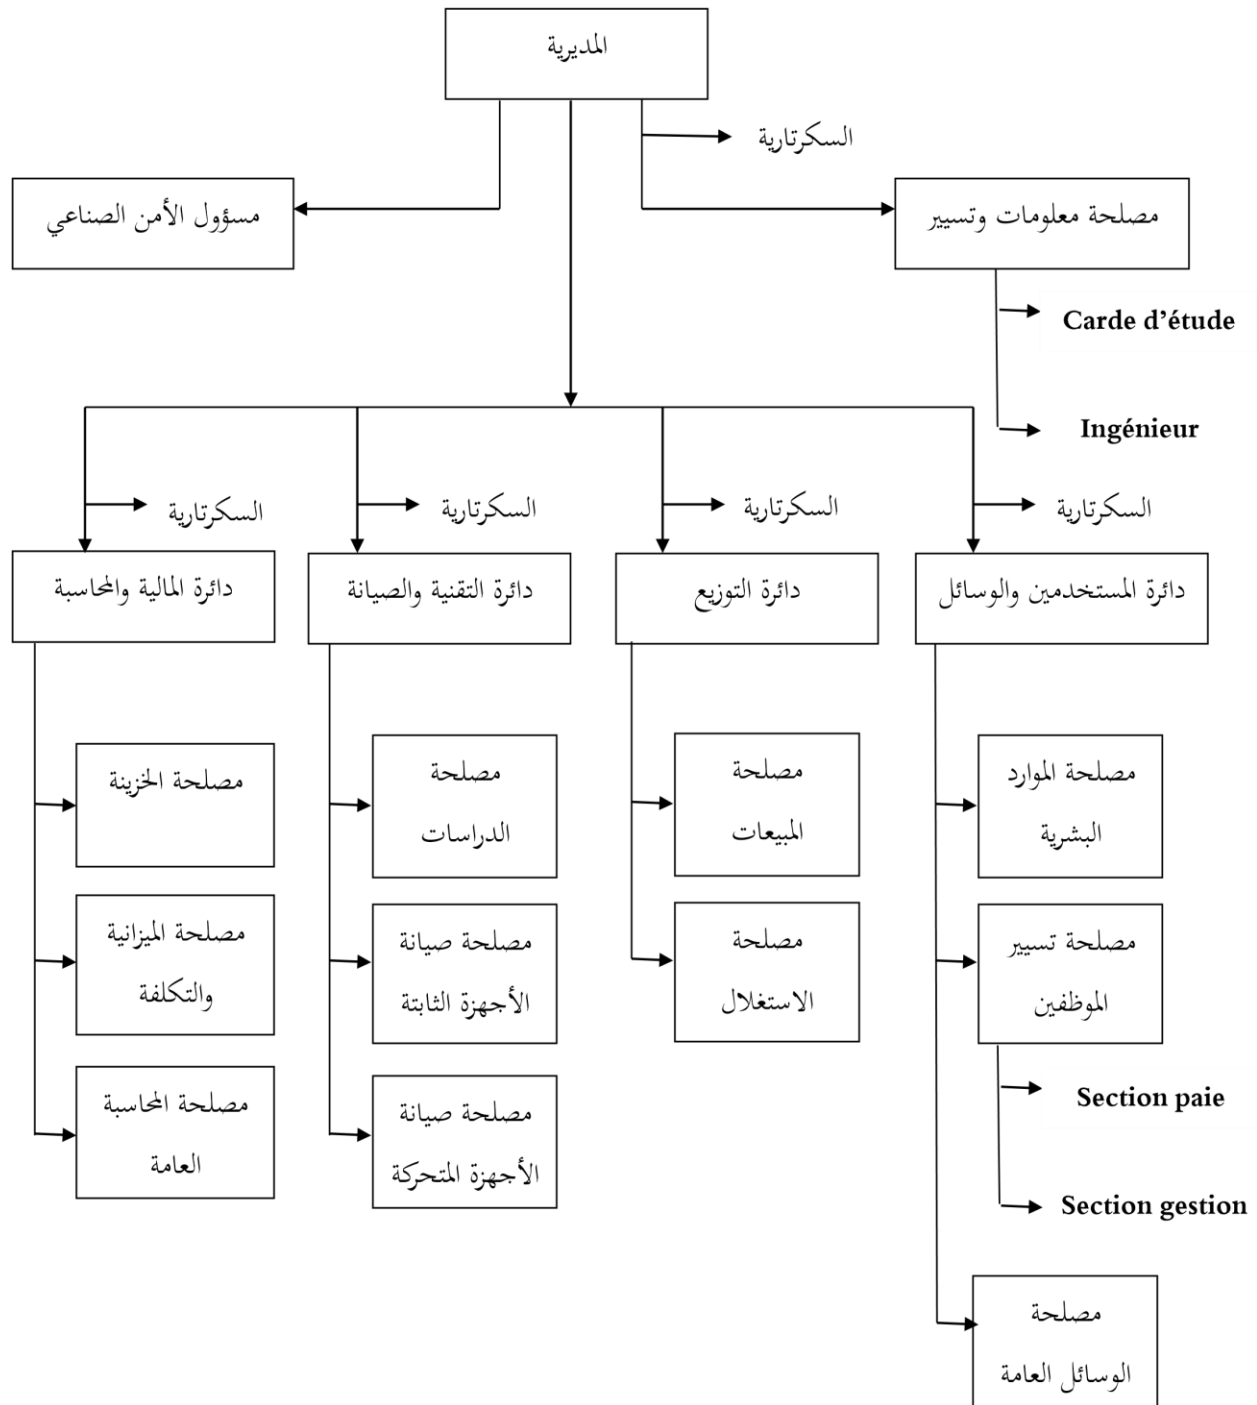 المديرية
السكرتارية
مصلحة معلومات وتسيير
مسؤول الأمن الصناعي
Carde d'étude
Ingénieur
السكرتارية
السكرتارية
السكرتارية
السكرتارية
دائرة المستخدمين والوسائل
دائرة التوزيع
دائرة التقنية والصيانة
دائرة المالية والمحاسبة
مصلحة الموارد
البشرية
مصلحة
المبيعات
مصلحة
الدراسات
مصلحة الخزينة
مصلحة تسيير
الموظفين
مصلحة
الاستغلال
مصلحة صيانة
الأجهزة الثابتة
مصلحة الميزانية
والتكلفة
Section paie
Section gestion
مصلحة صيانة
الأجهزة المتحركة
مصلحة المحاسبة
العامة
مصلحة
الوسائل العامة